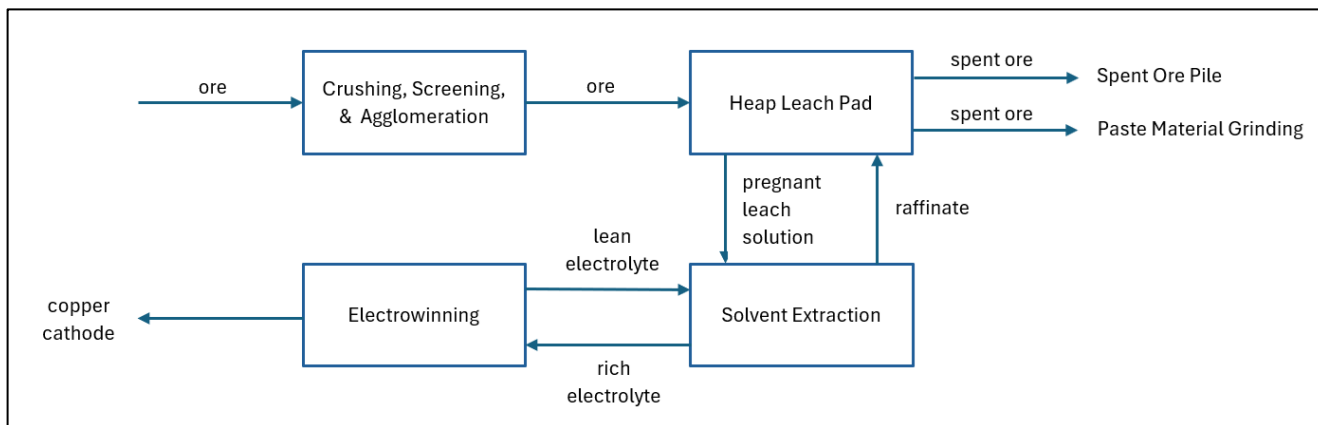 ore
Crushing, Screening,
& Agglomeration
ore
Heap Leach Pad
spent ore
Spent Ore Pile
spent ore
Paste Material Grinding
pregnant
leach
solution
raffinate
lean
electrolyte
copper
cathode
Electrowinning
Solvent Extraction
rich
electrolyte